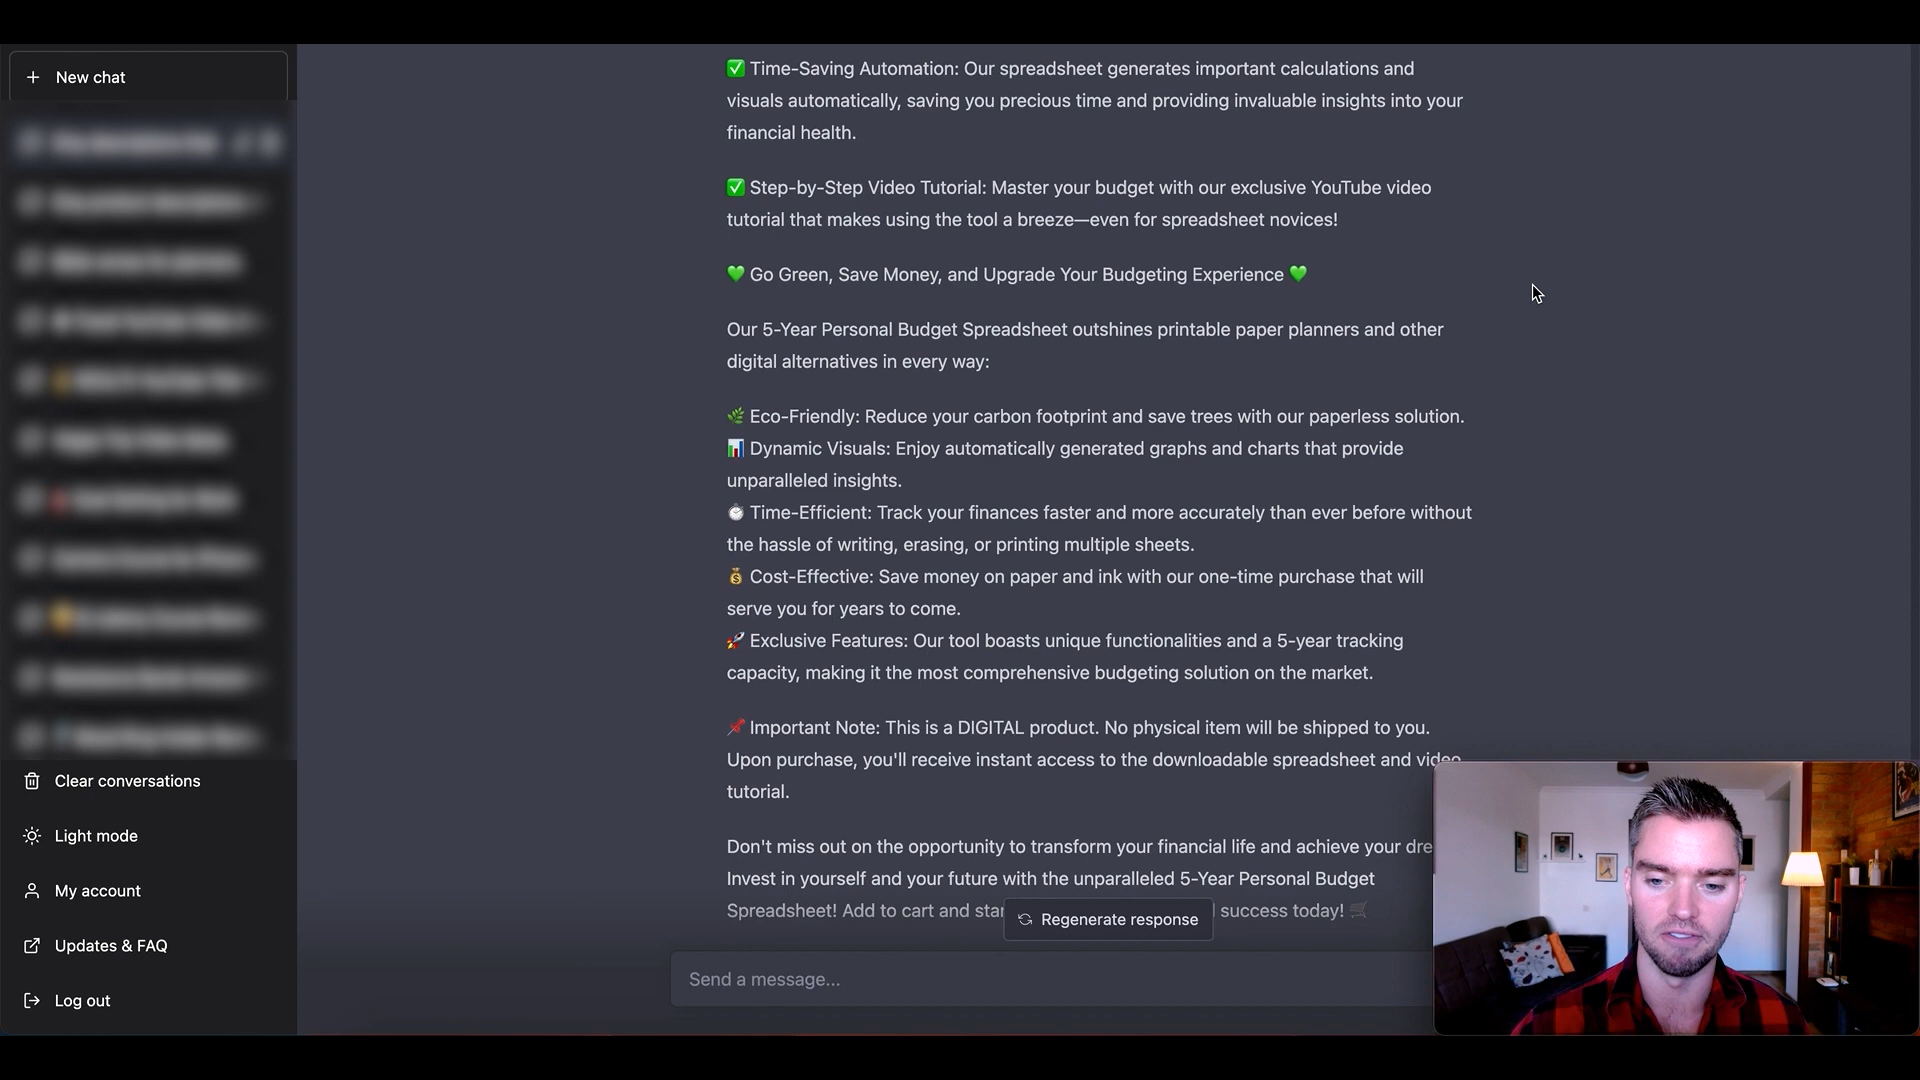 New chat
✅ Time-Saving Automation: Our spreadsheet generates important calculations and
visuals automatically, saving you precious time and providing invaluable insights into your
financial health.
✅ Step-by-Step Video Tutorial: Master your budget with our exclusive YouTube video
tutorial that makes using the tool a breeze—even for spreadsheet novices!
💚 Go Green, Save Money, and Upgrade Your Budgeting Experience 💚
Our 5-Year Personal Budget Spreadsheet outshines printable paper planners and other
digital alternatives in every way:
🌿 Eco-Friendly: Reduce your carbon footprint and save trees with our paperless solution.
📊 Dynamic Visuals: Enjoy automatically generated graphs and charts that provide
unparalleled insights.
⏱️ Time-Efficient: Track your finances faster and more accurately than ever before without
the hassle of writing, erasing, or printing multiple sheets.
💰 Cost-Effective: Save money on paper and ink with our one-time purchase that will
serve you for years to come.
🚀 Exclusive Features: Our tool boasts unique functionalities and a 5-year tracking
capacity, making it the most comprehensive budgeting solution on the market.
📌 Important Note: This is a DIGITAL product. No physical item will be shipped to you.
Upon purchase, you'll receive instant access to the downloadable spreadsheet and video
tutorial.
Don't miss out on the opportunity to transform your financial life and achieve your
Invest in yourself and your future with the unparalleled 5-Year Personal Budget
Spreadsheet! Add to cart and success today! 🛒
Regenerate response
Send a message...
Clear conversations
Light mode
My account
Updates & FAQ
Log out